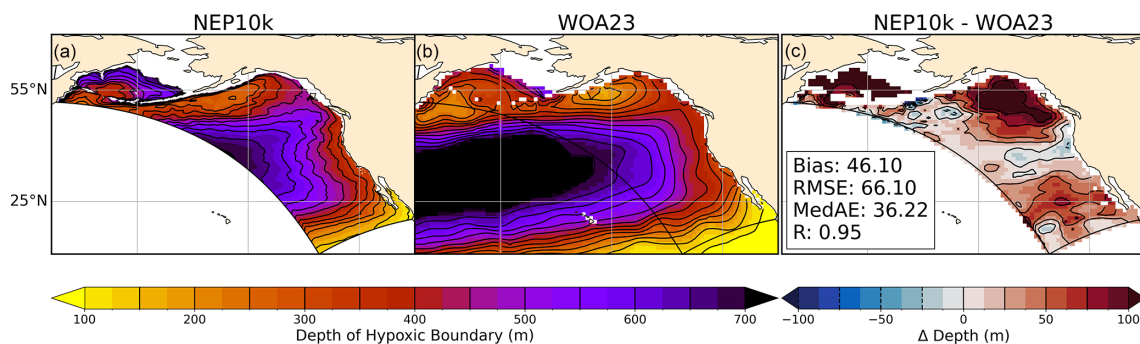 NEP10k
WOA23
NEP10k - WOA23
(a)
(b)
(c)
55°N
25°N
Bias: 46.10
RMSE: 66.10
MedAE: 36.22
R: 0.95
100 200 300 400 500 600 700
Depth of Hypoxic Boundary (m)
−100 −50 0 50 100
Δ Depth (m)